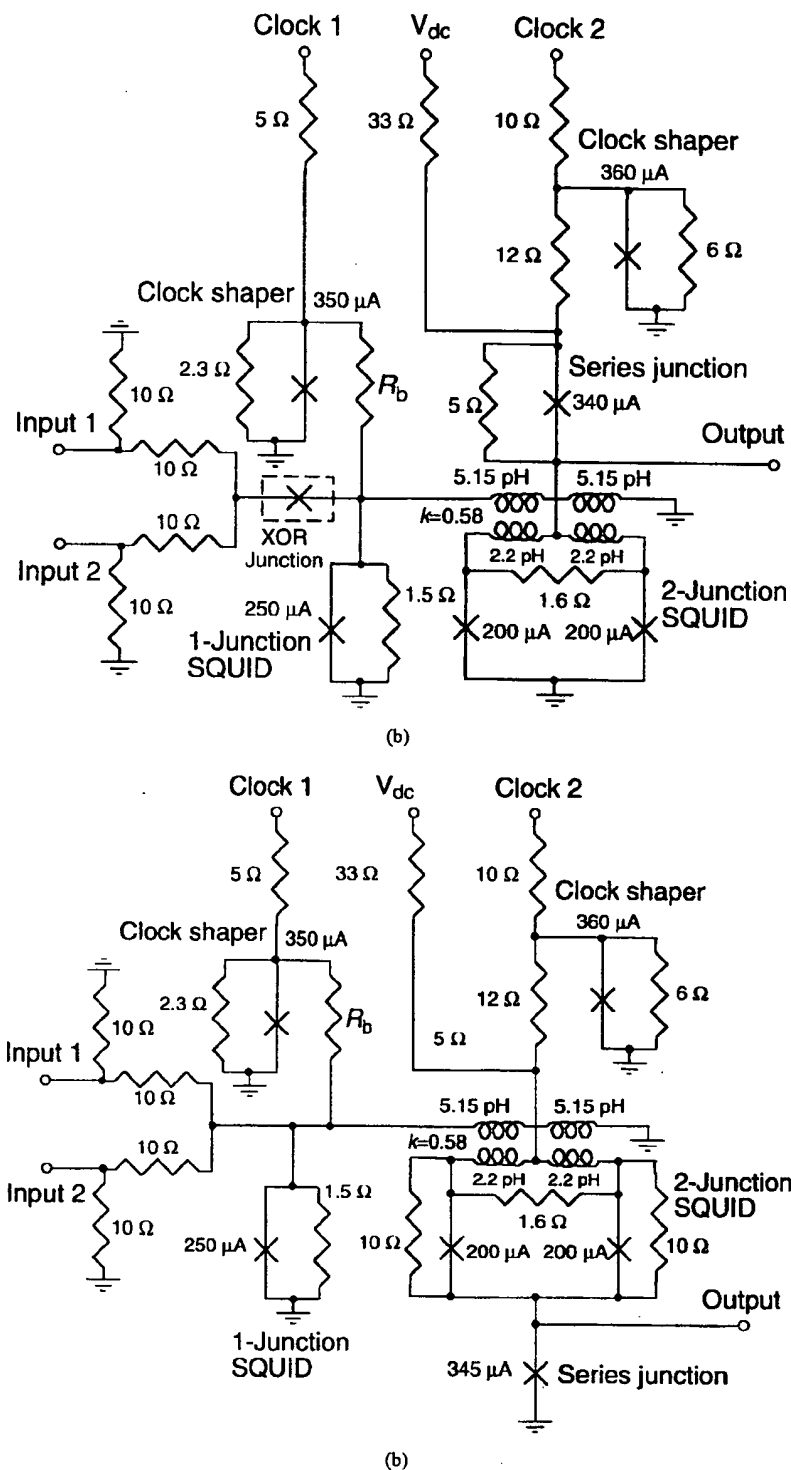 Clock 1
V_dc
Clock 2
5 Ω
33 Ω
10 Ω
Clock shaper
360 μA
12 Ω
6 Ω
Clock shaper
350 μA
2.3 Ω
R_b
10 Ω
Series junction
5 Ω
340 μA
Input 1
10 Ω
Output
5.15 pH
5.15 pH
10 Ω
k=0.58
XOR
Junction
Input 2
2.2 pH
2.2 pH
10 Ω
1.5 Ω
1.6 Ω
2-Junction
SQUID
250 μA
200 μA
200 μA
1-Junction
SQUID
(b)
Clock 1
V_dc
Clock 2
5 Ω
33 Ω
10 Ω
Clock shaper
360 μA
Clock shaper
350 μA
12 Ω
6 Ω
2.3 Ω
R_b
10 Ω
5 Ω
Input 1
10 Ω
5.15 pH
5.15 pH
10 Ω
k=0.58
Input 2
2.2 pH
2.2 pH
2-Junction
SQUID
1.5 Ω
1.6 Ω
10 Ω
250 μA
10 Ω
200 μA
200 μA
10 Ω
Output
1-Junction
SQUID
345 μA
Series junction
(b)